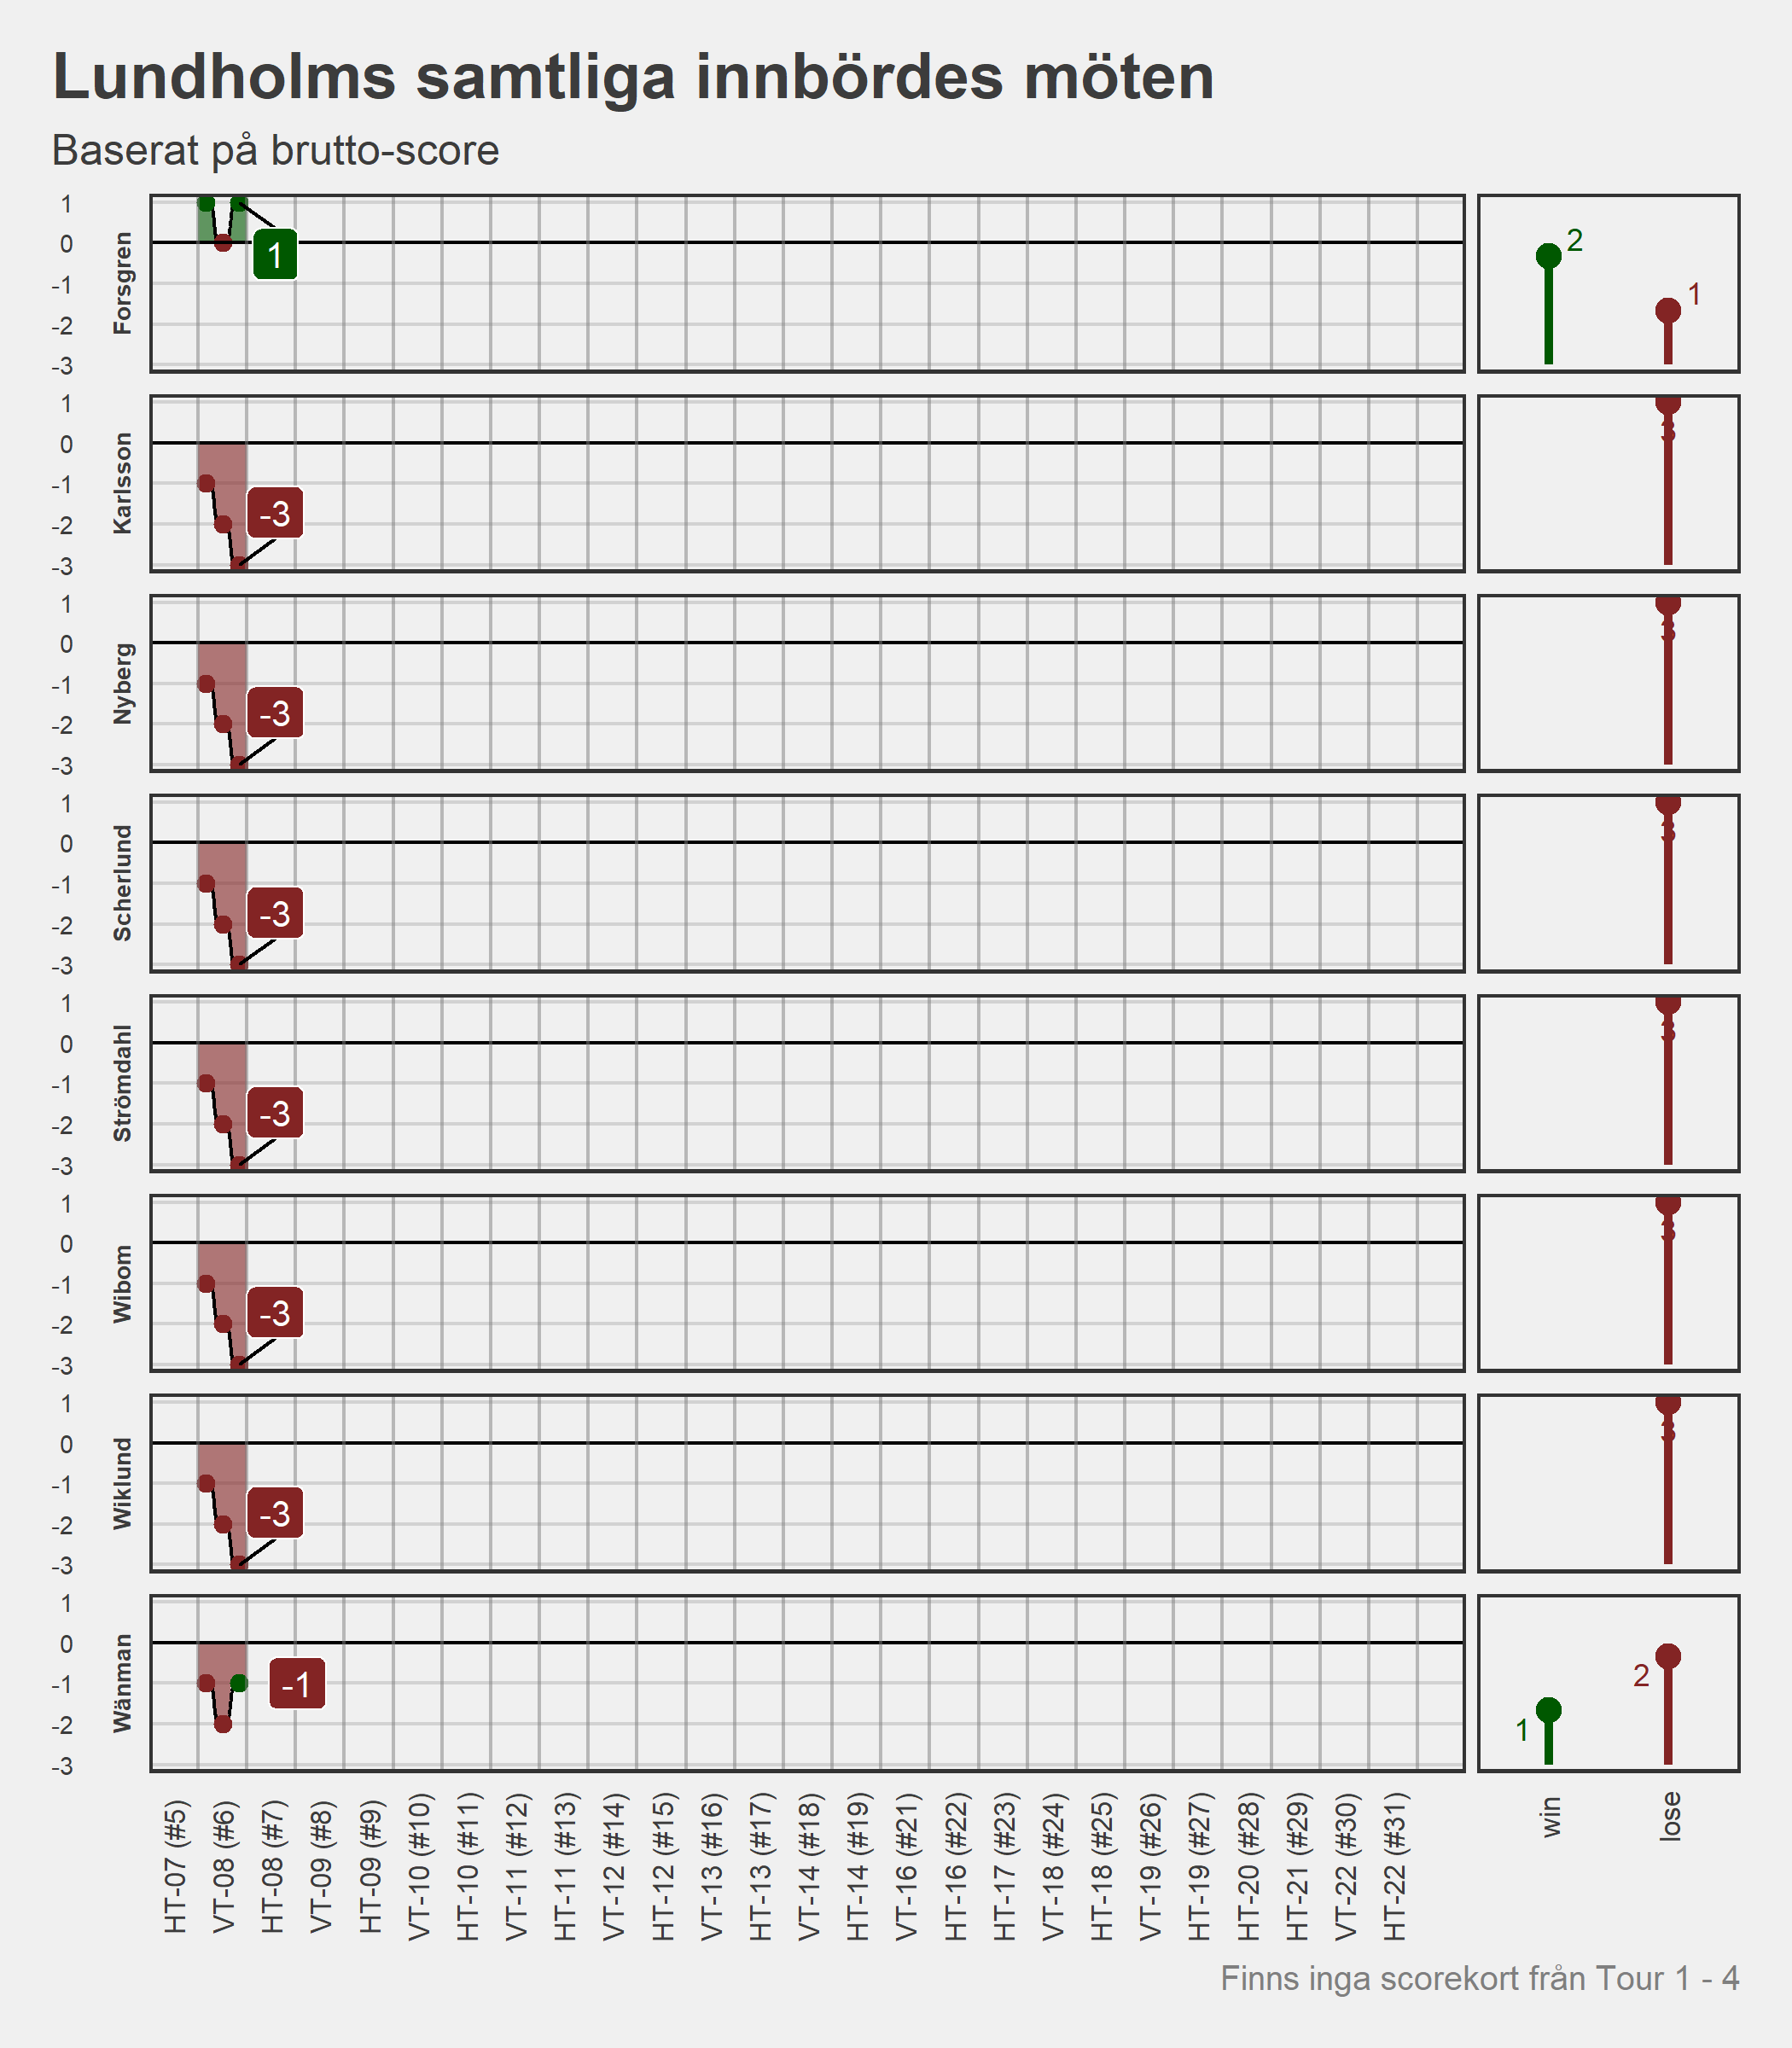 Lundholms samtliga innbördes möten
Baserat på brutto-score
Forsgren
1
0
-1
-2
-3
1
2
1
Karlsson
1
0
-1
-2
-3
-3
3
Nyberg
1
0
-1
-2
-3
-3
3
Scherlund
1
0
-1
-2
-3
-3
3
Strömdahl
1
0
-1
-2
-3
-3
3
Wibom
1
0
-1
-2
-3
-3
3
Wiklund
1
0
-1
-2
-3
-3
3
Wänman
1
0
-1
-2
-3
-1
1
2
HT-07 (#5)
VT-08 (#6)
HT-08 (#7)
VT-09 (#8)
HT-09 (#9)
VT-10 (#10)
HT-10 (#11)
VT-11 (#12)
HT-11 (#13)
VT-12 (#14)
HT-12 (#15)
VT-13 (#16)
HT-13 (#17)
VT-14 (#18)
HT-14 (#19)
VT-16 (#21)
HT-16 (#22)
HT-17 (#23)
VT-18 (#24)
HT-18 (#25)
VT-19 (#26)
HT-19 (#27)
HT-20 (#28)
HT-21 (#29)
VT-22 (#30)
HT-22 (#31)
win
lose
Finns inga scorekort från Tour 1 - 4